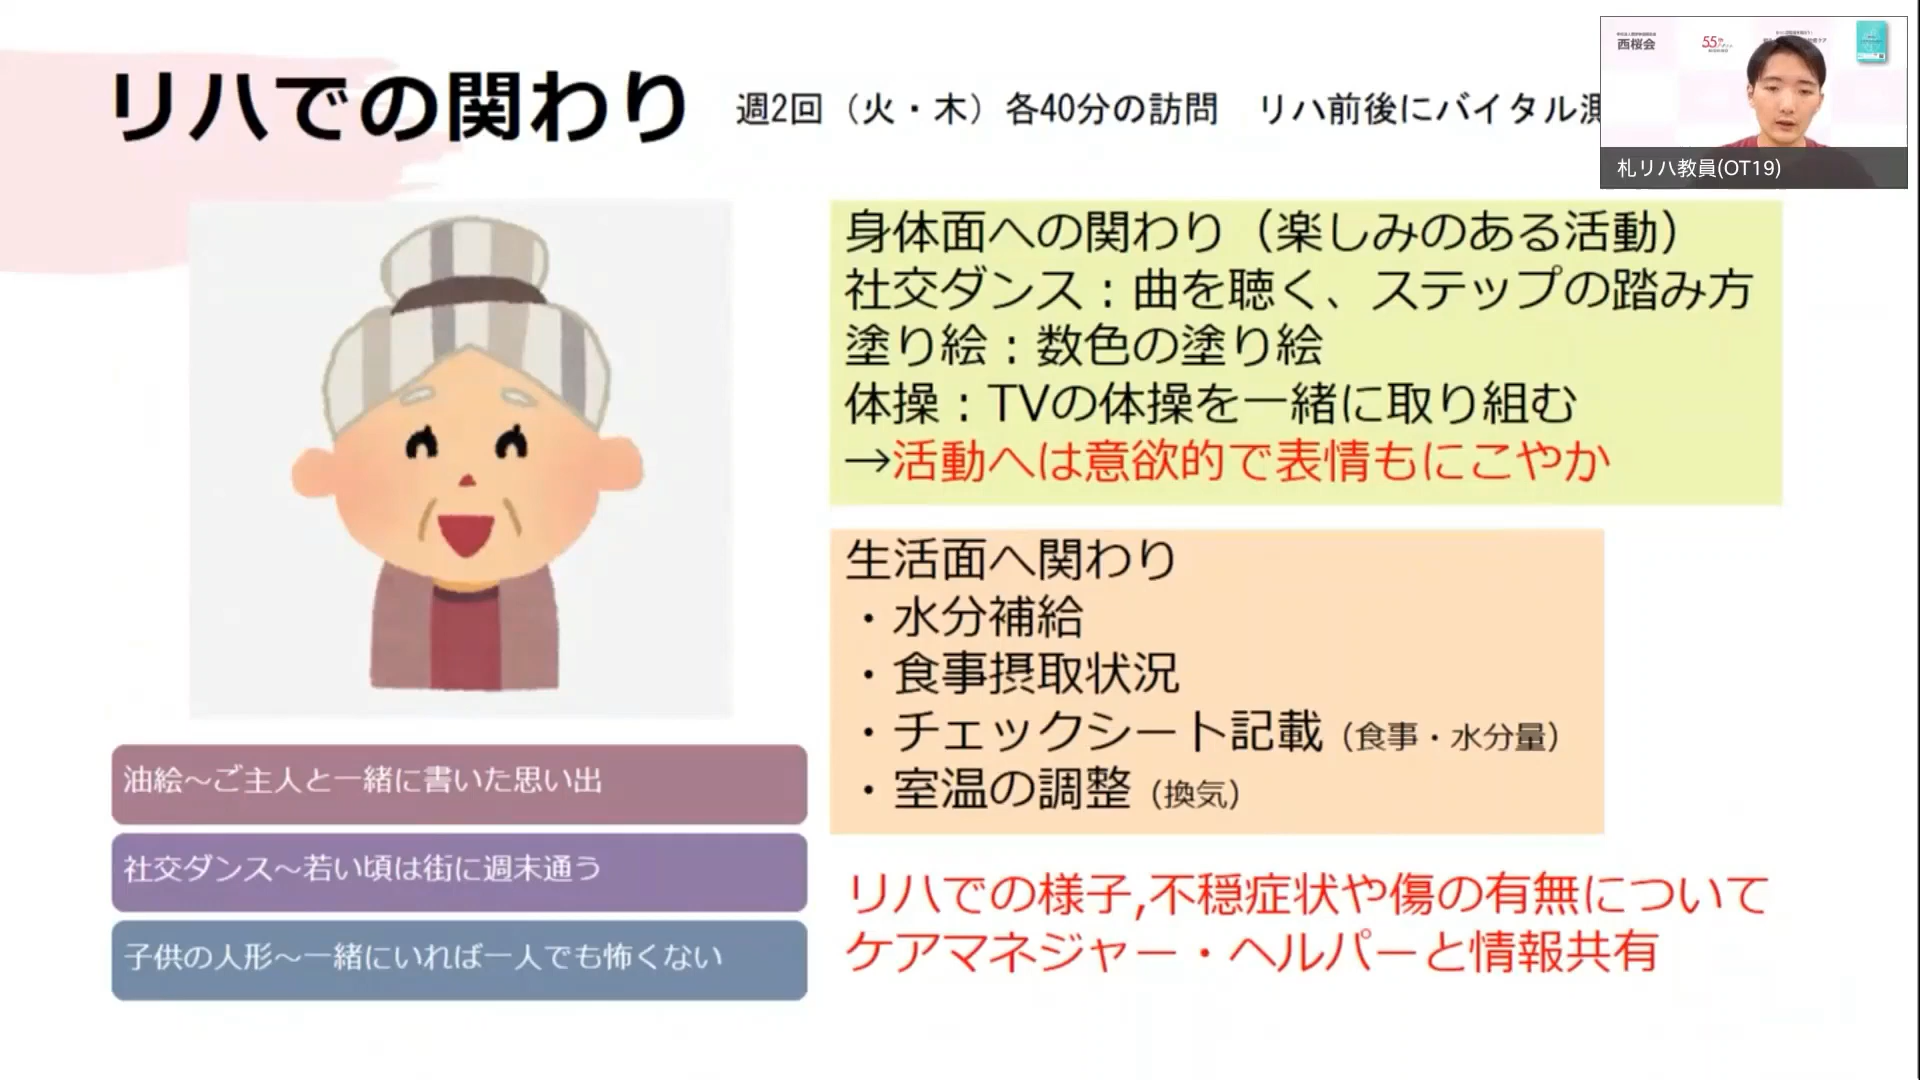 リハでの関わり
週2回（火・木）各40分の訪問　リハ前後にバイタル測
西桜会
55th
札リハ教員(OT19)
身体面への関わり（楽しみのある活動）
社交ダンス：曲を聴く、ステップの踏み方
塗り絵：数色の塗り絵
体操：TVの体操を一緒に取り組む
→活動へは意欲的で表情もにこやか
生活面へ関わり
・水分補給
・食事摂取状況
・チェックシート記載（食事・水分量）
・室温の調整（換気）
油絵～ご主人と一緒に書いた思い出
社交ダンス～若い頃は街に週末通う
子供の人形～一緒にいれば一人でも怖くない
リハでの様子,不穏症状や傷の有無について
ケアマネジャー・ヘルパーと情報共有